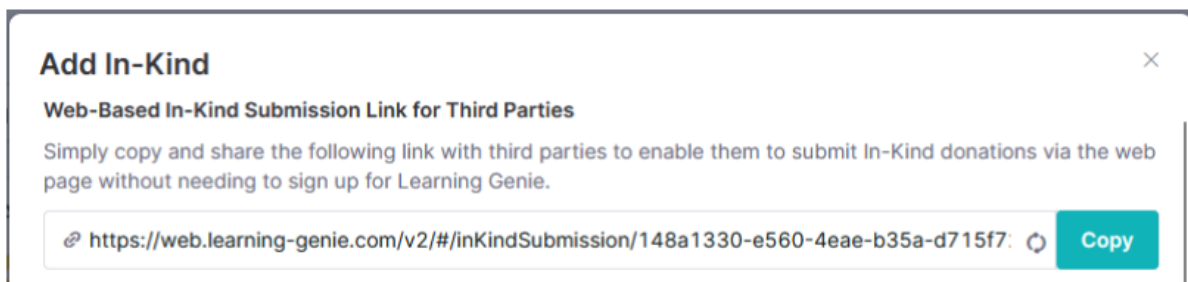 Add In-Kind
Web-Based In-Kind Submission Link for Third Parties
Simply copy and share the following link with third parties to enable them to submit In-Kind donations via the web
page without needing to sign up for Learning Genie.
https://web.learning-genie.com/v2/#/inKindSubmission/148a1330-e560-4eae-b35a-d715f7 Copy